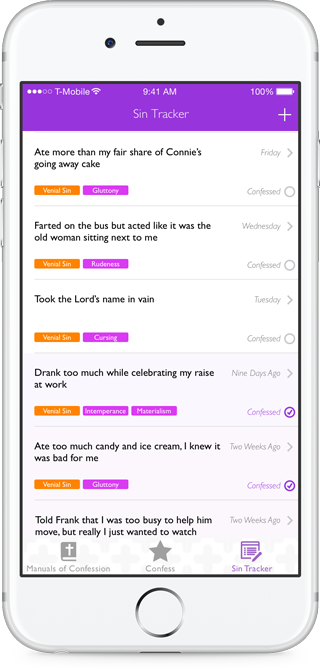 T-Mobile 9:41 AM 100%
Sin Tracker
Ate more than my fair share of Connie's Friday
going away cake
Venial Sin Gluttony Confessed
Farted on the bus but acted like it was the Wednesday
old woman sitting next to me
Venial Sin Rudeness Confessed
Took the Lord's name in vain Tuesday
Venial Sin Cursing Confessed
Drank too much while celebrating my raise Nine Days Ago
at work
Venial Sin Intemperance Materialism Confessed
Ate too much candy and ice cream, I knew it Two Weeks Ago
was bad for me
Venial Sin Gluttony Confessed
Told Frank that I was too busy to help him Two Weeks Ago
move, but really I just wanted to watch
Manuals of Confession Confess Sin Tracker